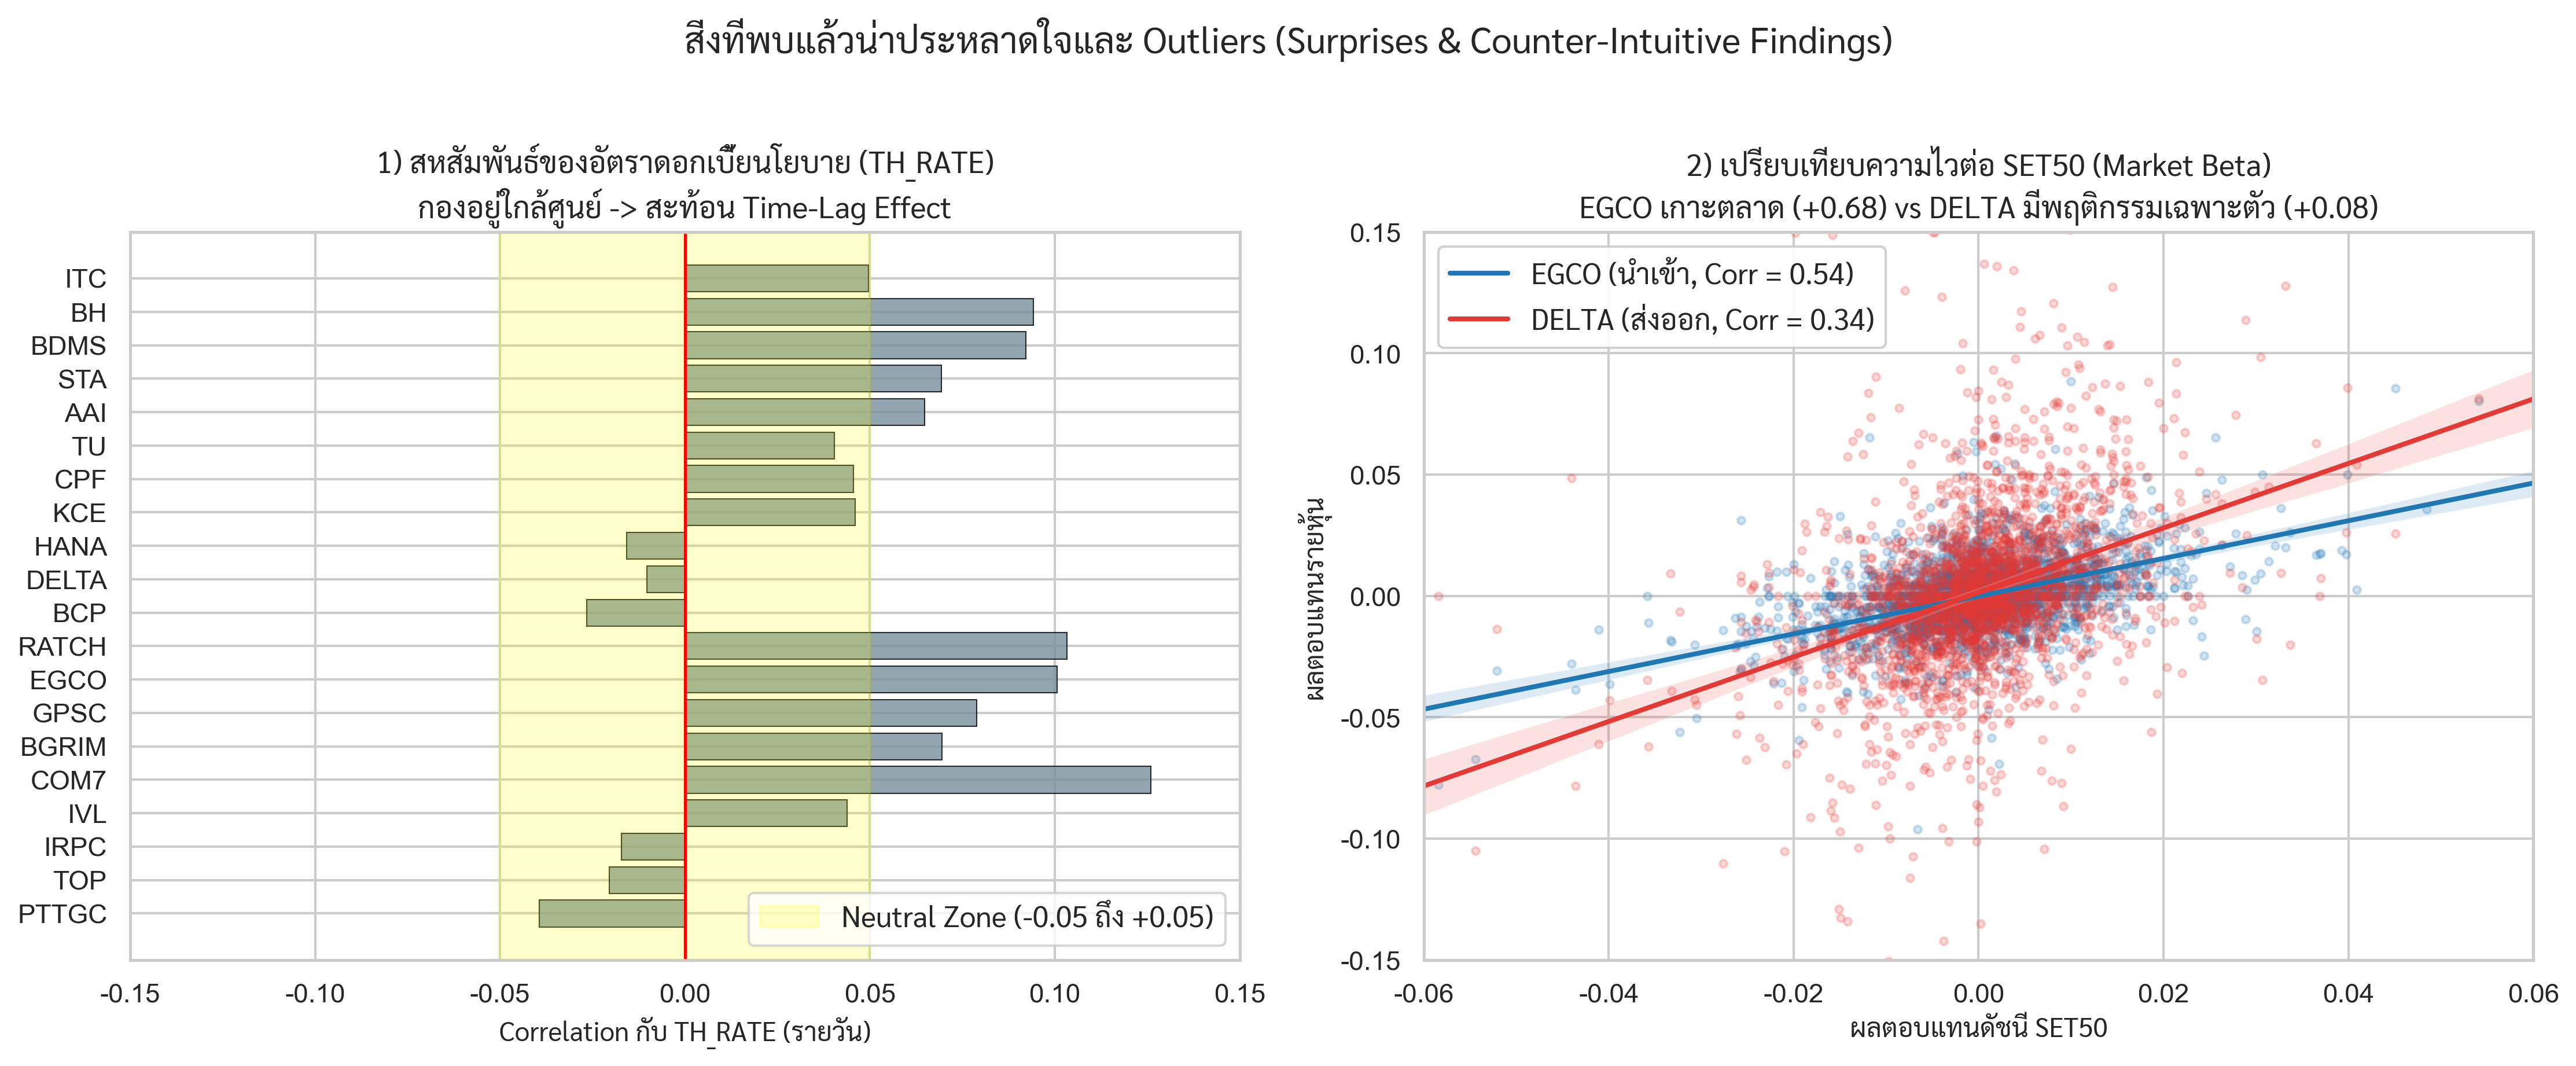 สิ่งที่พบแล้วน่าประหลาดใจและ Outliers (Surprises & Counter-Intuitive Findings)
1) สหสัมพันธ์ของอัตราดอกเบี้ยนโยบาย (TH_RATE)
กองอยู่ใกล้ศูนย์ -> สะท้อน Time-Lag Effect
ITC
BH
BDMS
STA
AAI
TU
CPF
KCE
HANA
DELTA
BCP
RATCH
EGCO
GPSC
BGRIM
COM7
IVL
IRPC
TOP
PTTGC
Neutral Zone (-0.05 ถึง +0.05)
-0.15 -0.10 -0.05 0.00 0.05 0.10 0.15
Correlation กับ TH_RATE (รายวัน)
2) เปรียบเทียบความไวต่อ SET50 (Market Beta)
EGCO เกาะตลาด (+0.68) vs DELTA มีพฤติกรรมเฉพาะตัว (+0.08)
EGCO (นำเข้า, Corr = 0.54)
DELTA (ส่งออก, Corr = 0.34)
ผลตอบแทนรายหุ้น
0.15
0.10
0.05
0.00
-0.05
-0.10
-0.15
-0.06 -0.04 -0.02 0.00 0.02 0.04 0.06
ผลตอบแทนดัชนี SET50